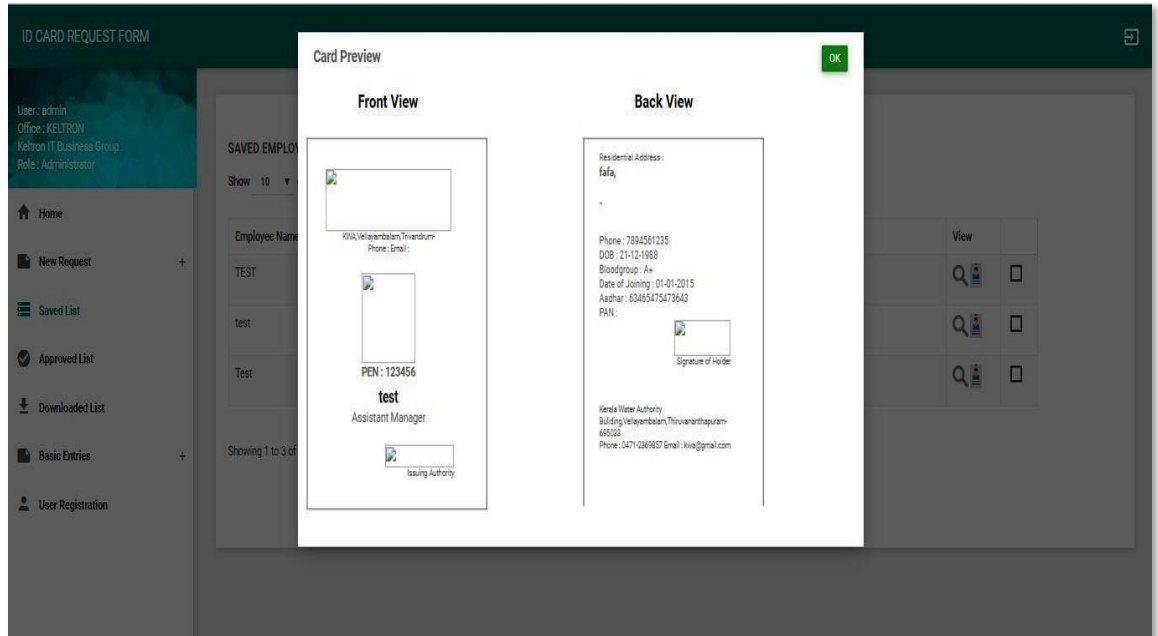 ID CARD REQUEST FORM
User : admin
Office : KELTRON
Keltron IT Business Group
Role : Administrator
Home
New Request +
Saved List
Approved List
Downloaded List
Basic Entries +
User Registration
SAVED EMPLOY
Show 10
Employee Name
View
TEST
test
Test
Showing 1 to 3 of
Card Preview
OK
Front View
KWA,Vellayambalam,Trivandrum-
Phone : Email :
PEN : 123456
test
Assistant Manager
Issuing Authority
Back View
Residential Address :
fafa,
-
Phone : 7894561235
DOB : 21-12-1988
Bloodgroup : A+
Date of Joining : 01-01-2015
Aadhar : 63465475473643
PAN :
Signature of Holder
Kerala Water Authority
Buliding,Vellayambalam,Thiruvananthapuram-
695033
Phone : 0471-2369857 Email : kwa@gmail.com